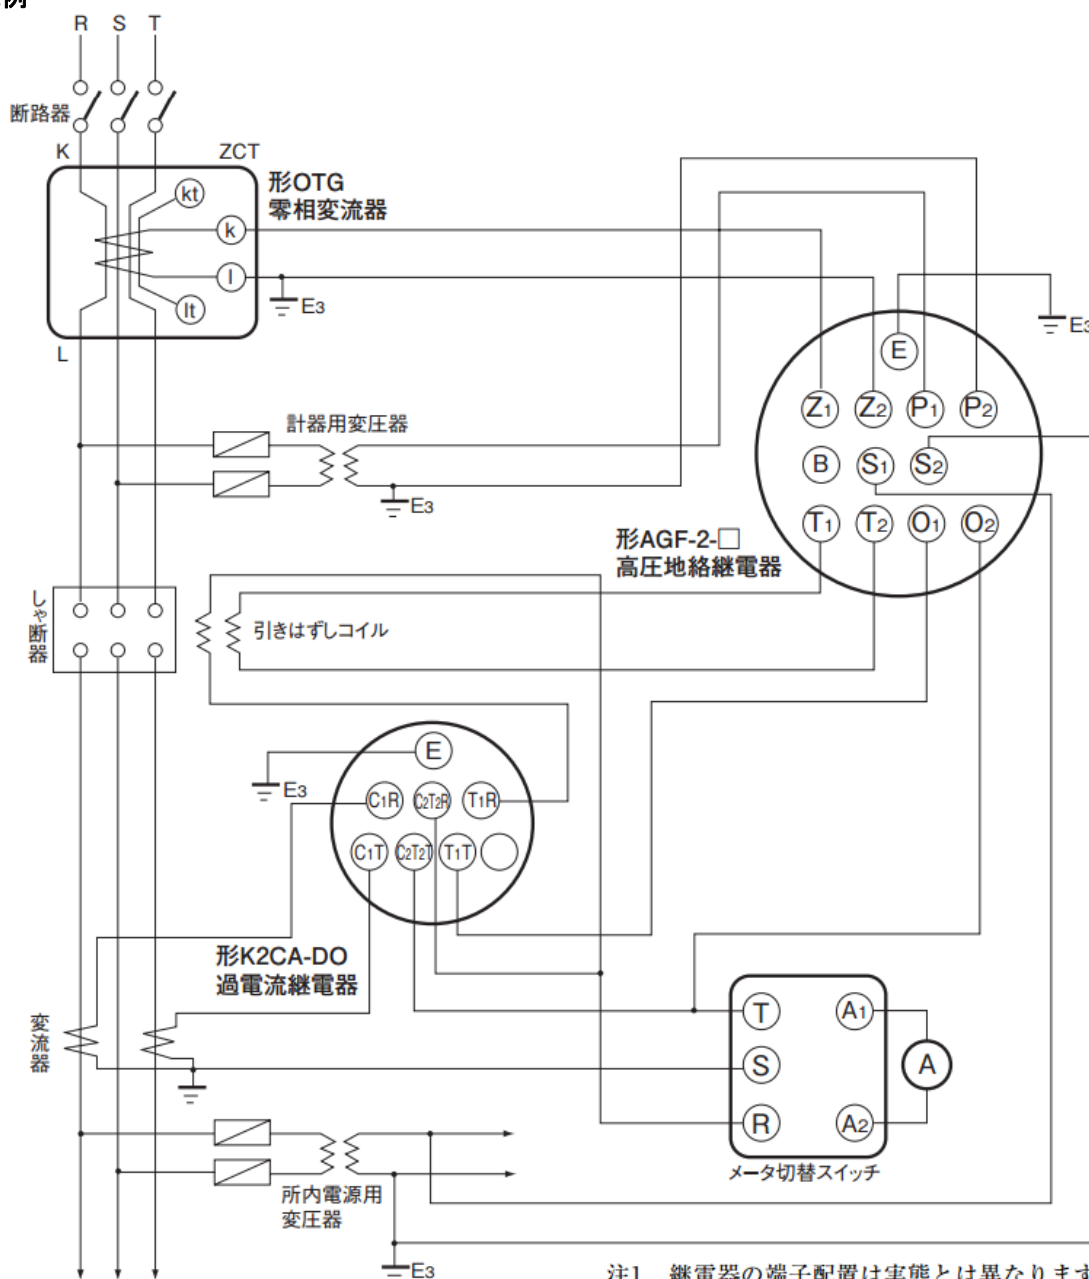 例
R S T
断路器
K ZCT
形OTG
零相変流器
kt
k
l
E3
lt
L
E3
E
Z1 Z2 P1 P2
計器用変圧器
B S1 S2
E3
T1 T2 O1 O2
形AGF-2-□
高圧地絡継電器
しゃ断器
引きはずしコイル
E
E3
C1R C2T2R T1R
C1T C2T2T T1T
形K2CA-DO
過電流継電器
変流器
T A1
S A
R A2
メータ切替スイッチ
所内電源用
変圧器
E3
注1. 継電器の端子配置は実態とは異なります